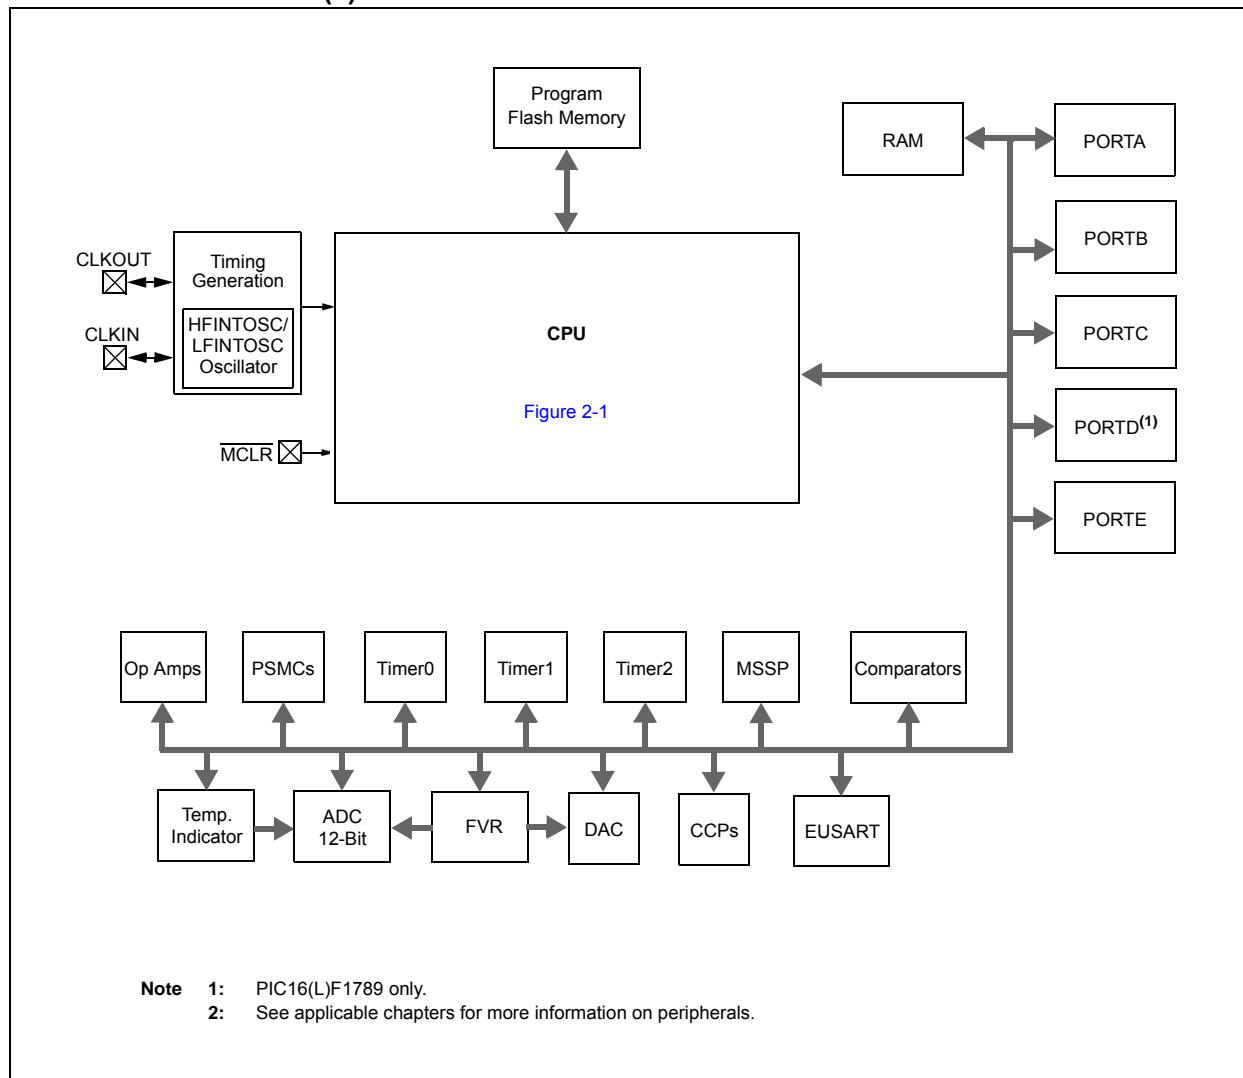 Program
Flash Memory
RAM
PORTA
PORTB
CLKOUT
Timing
Generation
HFINTOSC/
LFINTOSC
Oscillator
CLKIN
CPU
Figure 2-1
PORTC
PORTD(1)
MCLR
PORTE
Op Amps
PSMCs
Timer0
Timer1
Timer2
MSSP
Comparators
Temp.
Indicator
ADC
12-Bit
FVR
DAC
CCPs
EUSART
Note 1: PIC16(L)F1789 only.
2: See applicable chapters for more information on peripherals.